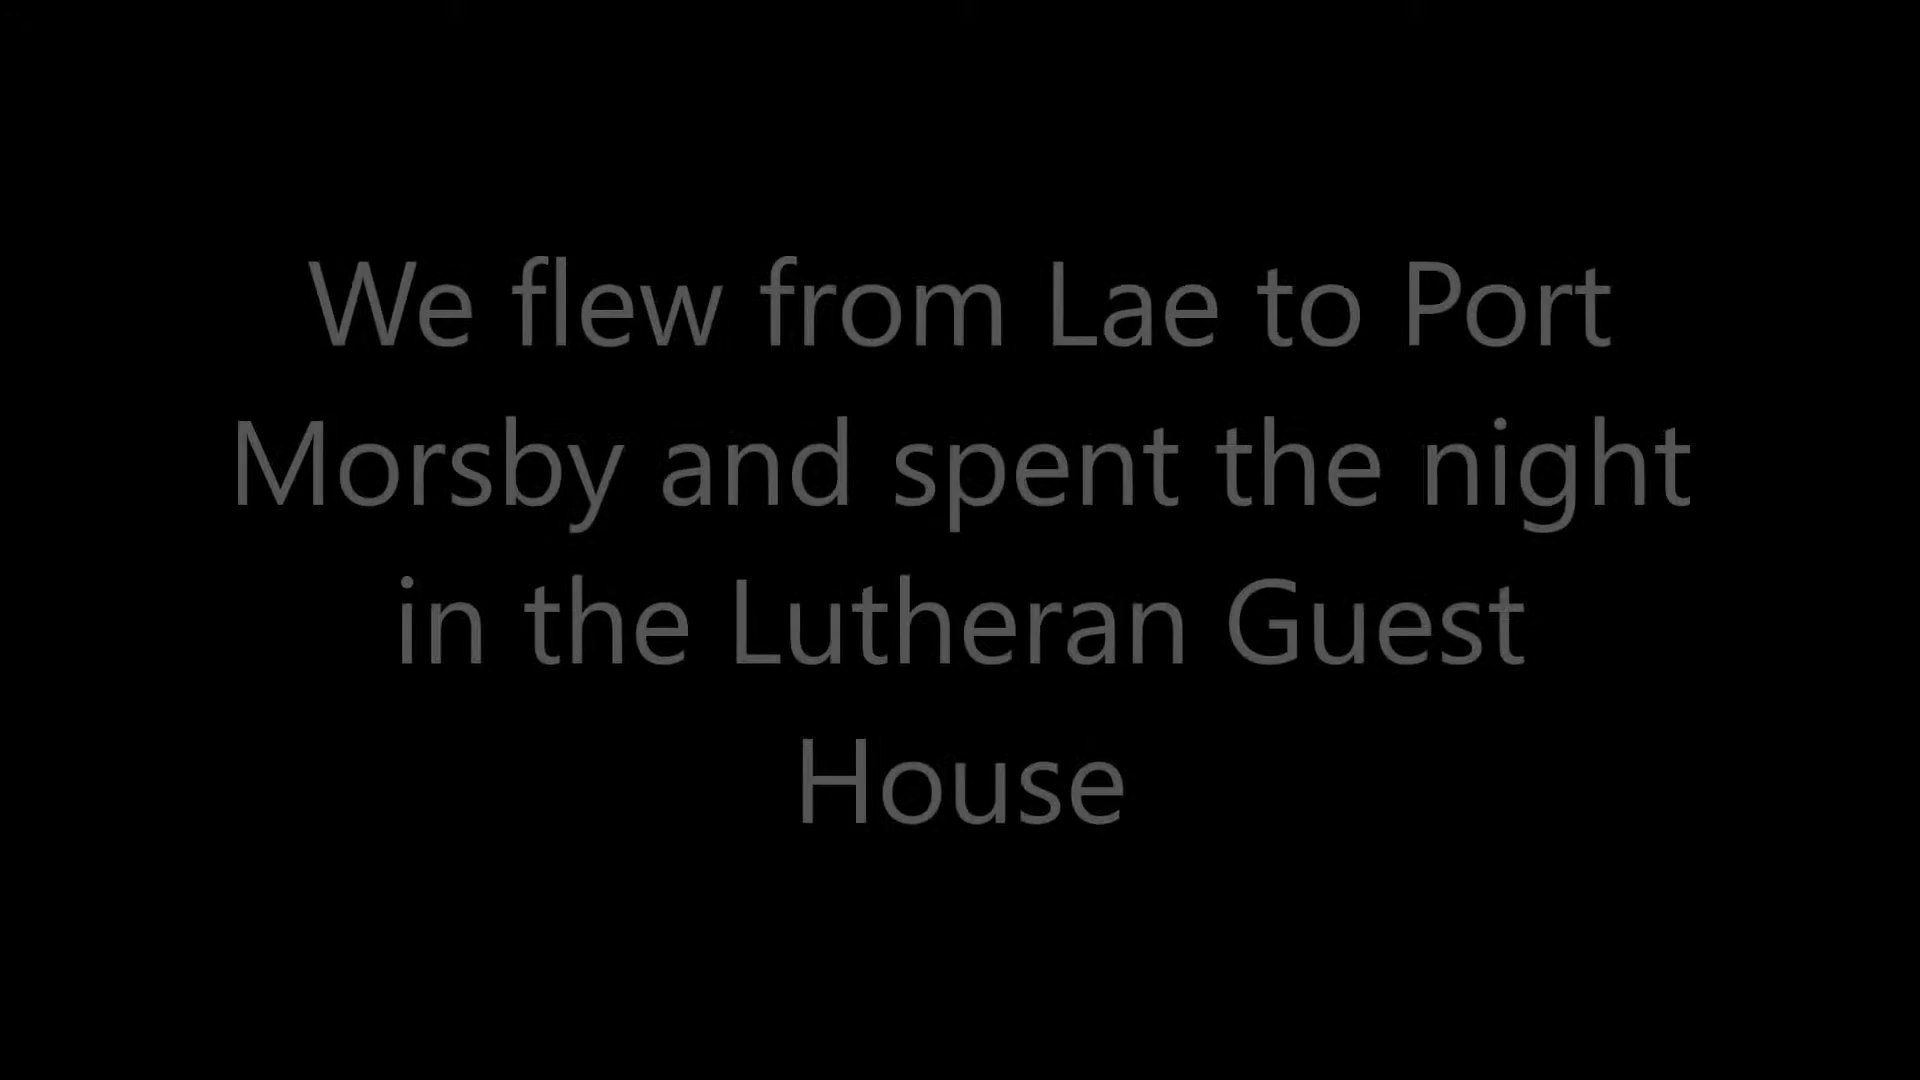 We flew from Lae to Port
Morsby and spent the night
in the Lutheran Guest
House